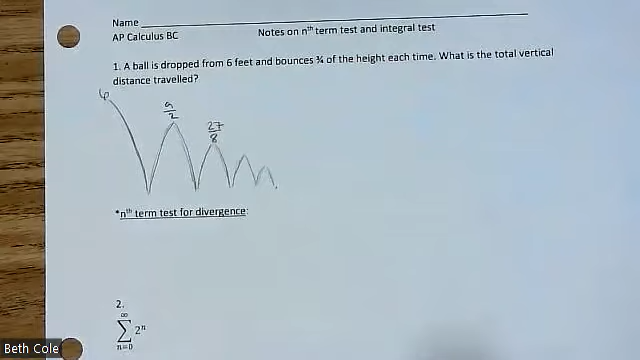 Name
AP Calculus BC
Notes on nth term test and integral test
1. A ball is dropped from 6 feet and bounces ¾ of the height each time. What is the total vertical
distance travelled?
6
9/2
27/8
*nth term test for divergence:
2.
∞
∑ 2ⁿ
n=0
Beth Cole